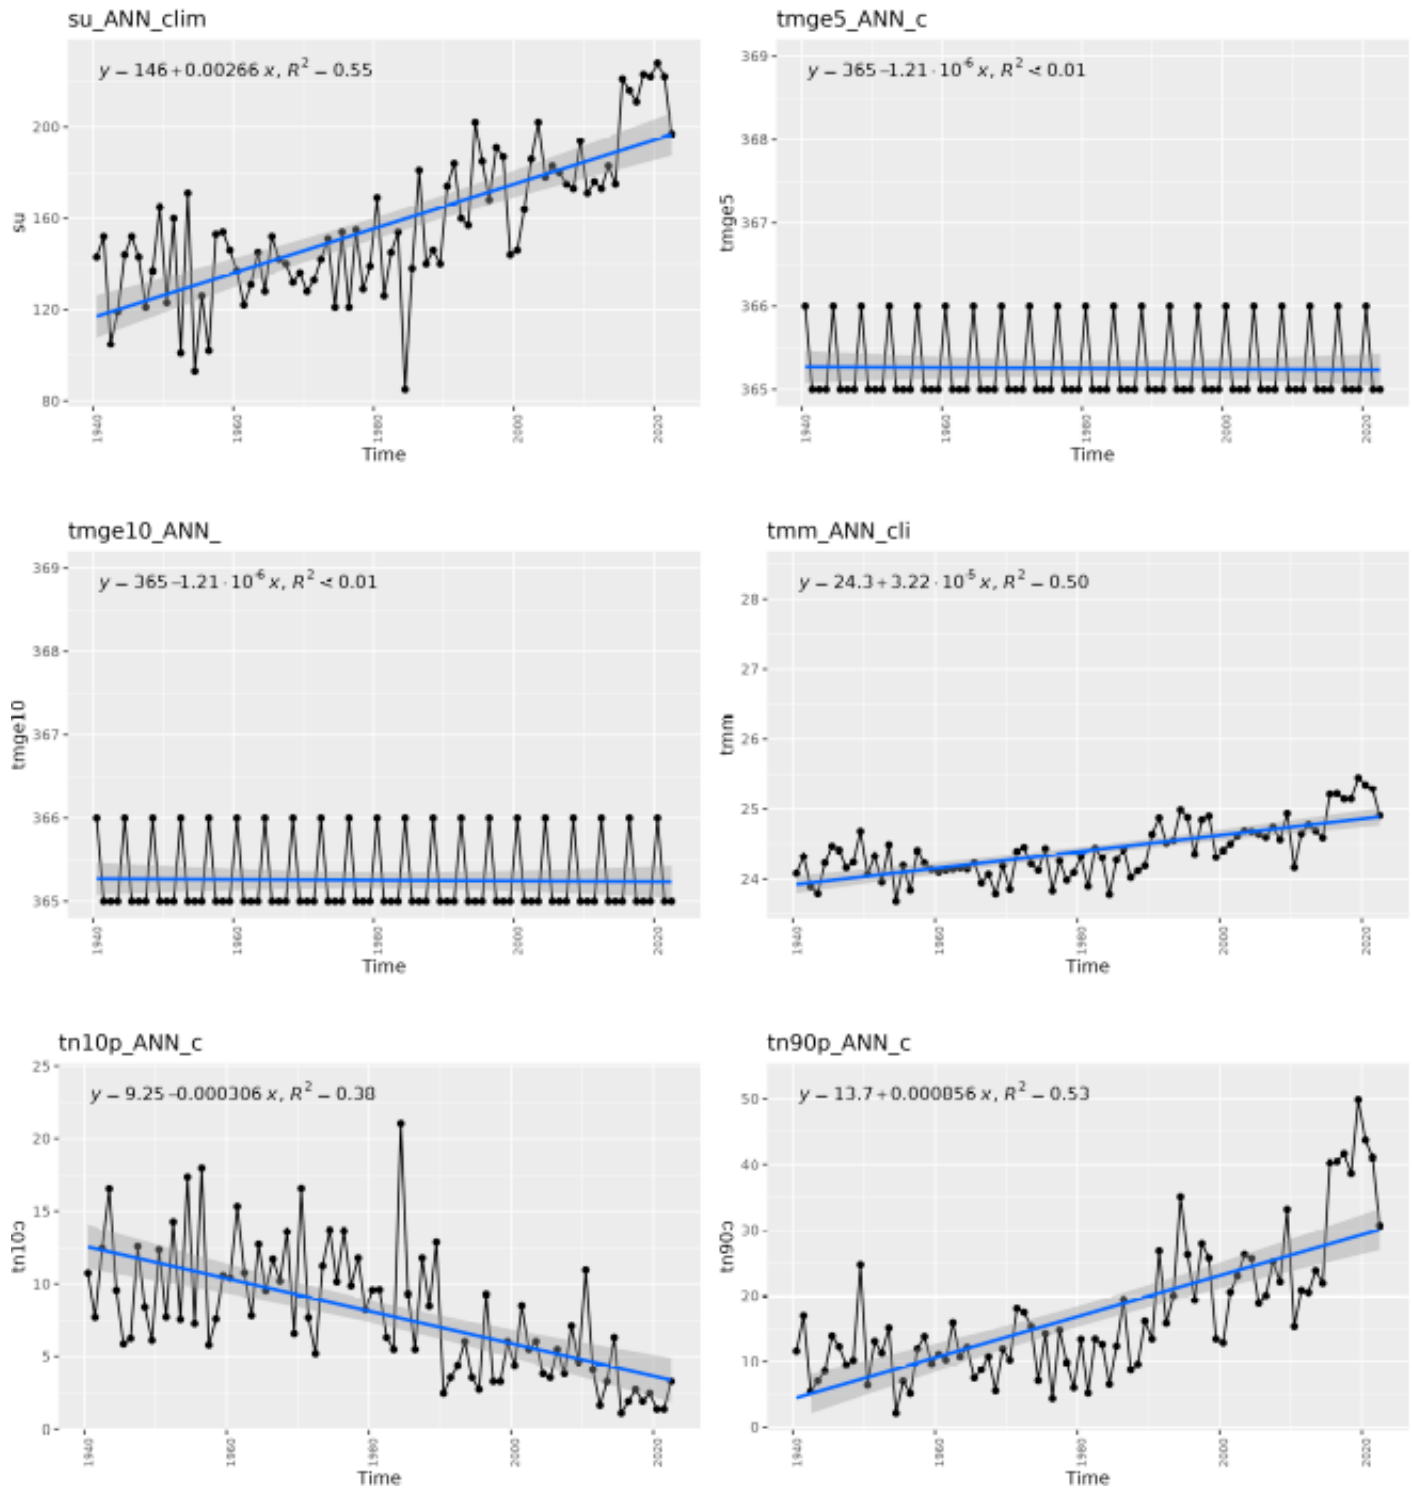 su_ANN_clim
y = 146+0.00266 x, R² = 0.55
200
160
120
80
su
1940
1960
1980
2000
2020
Time
tmge5_ANN_c
369
y = 365–1.21 · 10⁻⁶ x, R² < 0.01
368
367
366
365
tmge5
1940
1960
1980
2000
2020
Time
tmge10_ANN_
369
y = 365–1.21 · 10⁻⁶ x, R² < 0.01
368
367
366
365
tmge10
1940
1960
1980
2000
2020
Time
tmm_ANN_cli
y = 24.3+3.22 · 10⁻⁵ x, R² = 0.50
28
27
26
25
24
tmm
1940
1960
1980
2000
2020
Time
tn10p_ANN_c
25
y = 9.25–0.000306 x, R² = 0.38
20
15
10
5
0
tn10p
1940
1960
1980
2000
2020
Time
tn90p_ANN_c
y = 13.7+0.000856 x, R² = 0.53
50
40
30
20
10
0
tn90p
1940
1960
1980
2000
2020
Time